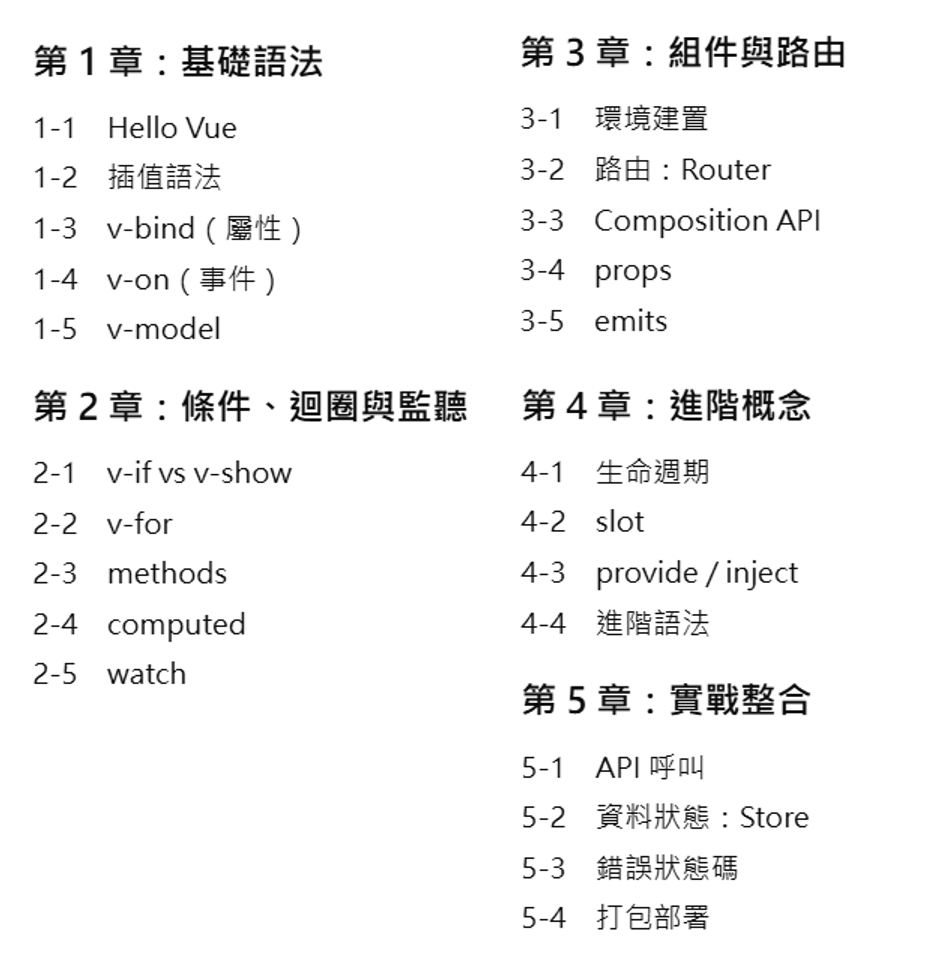 第 1 章：基礎語法
1-1 Hello Vue
1-2 插值語法
1-3 v-bind（屬性）
1-4 v-on（事件）
1-5 v-model
第 2 章：條件、迴圈與監聽
2-1 v-if vs v-show
2-2 v-for
2-3 methods
2-4 computed
2-5 watch
第 3 章：組件與路由
3-1 環境建置
3-2 路由：Router
3-3 Composition API
3-4 props
3-5 emits
第 4 章：進階概念
4-1 生命週期
4-2 slot
4-3 provide / inject
4-4 進階語法
第 5 章：實戰整合
5-1 API 呼叫
5-2 資料狀態：Store
5-3 錯誤狀態碼
5-4 打包部署